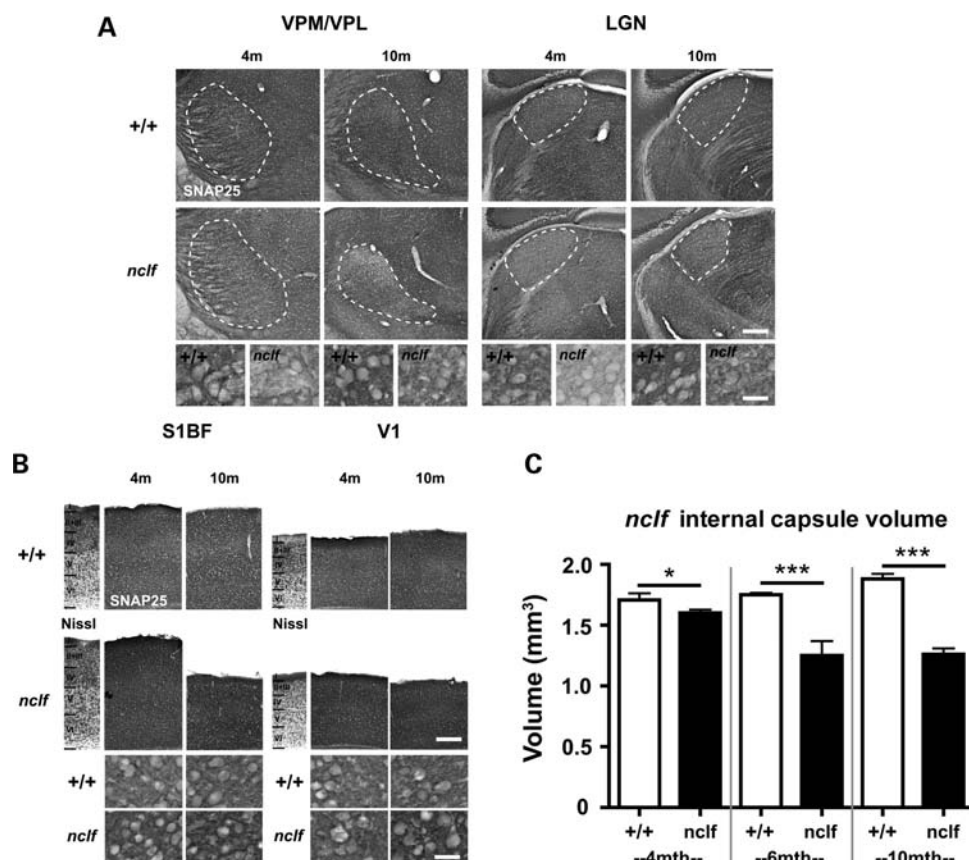 A
VPM/VPL LGN
4m 10m 4m 10m
+/+
SNAP25
nclf
+/+ nclf +/+ nclf +/+ nclf +/+ nclf
S1BF V1
B
4m 10m 4m 10m
+/+
SNAP25
Nissl Nissl
nclf
+/+ +/+
nclf nclf
C
nclf internal capsule volume
* *** ***
2.0
1.5
1.0
0.5
0
Volume (mm³)
+/+ nclf +/+ nclf +/+ nclf
--4mth-- --6mth-- --10mth--